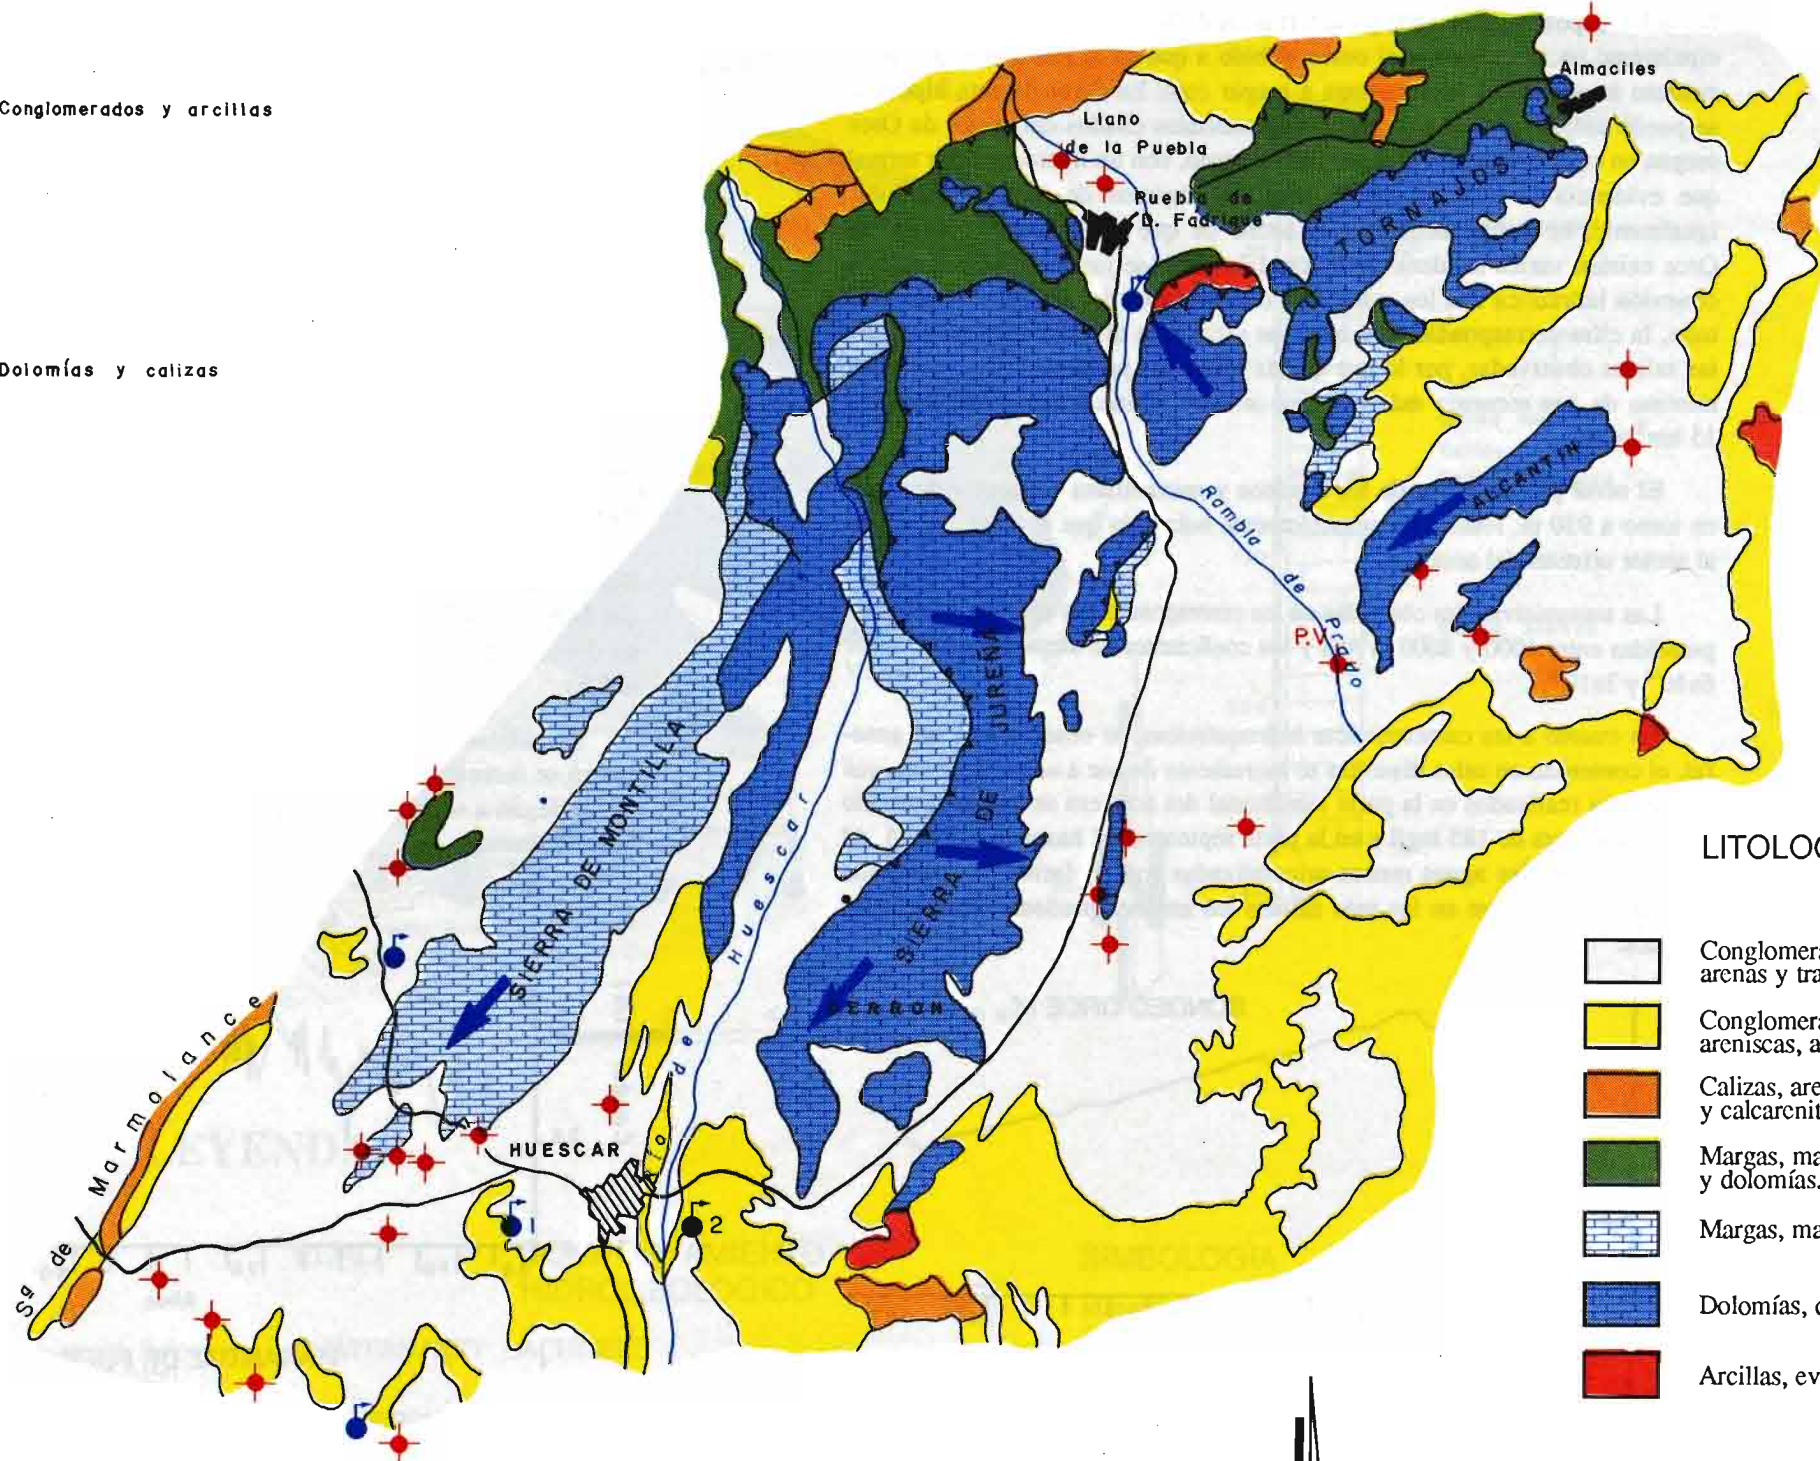 Conglomerados y arcillas
Dolomías y calizas
Almaciles
Llano
de la Puebla
Puebla de
D. Fadrique
TORNAJOS
ALCANTIN
Rambla de Prado
P.V.
SIERRA DE MONTILLA
SIERRA DE JUREÑA
Río de Huescar
Sª de Marmolance
HUESCAR
1
2
LITOLO
Conglomer
arenas y tra
Conglomer
areniscas, a
Calizas, are
y calcarenit
Margas, ma
y dolomías.
Margas, ma
Dolomías, c
Arcillas, ev